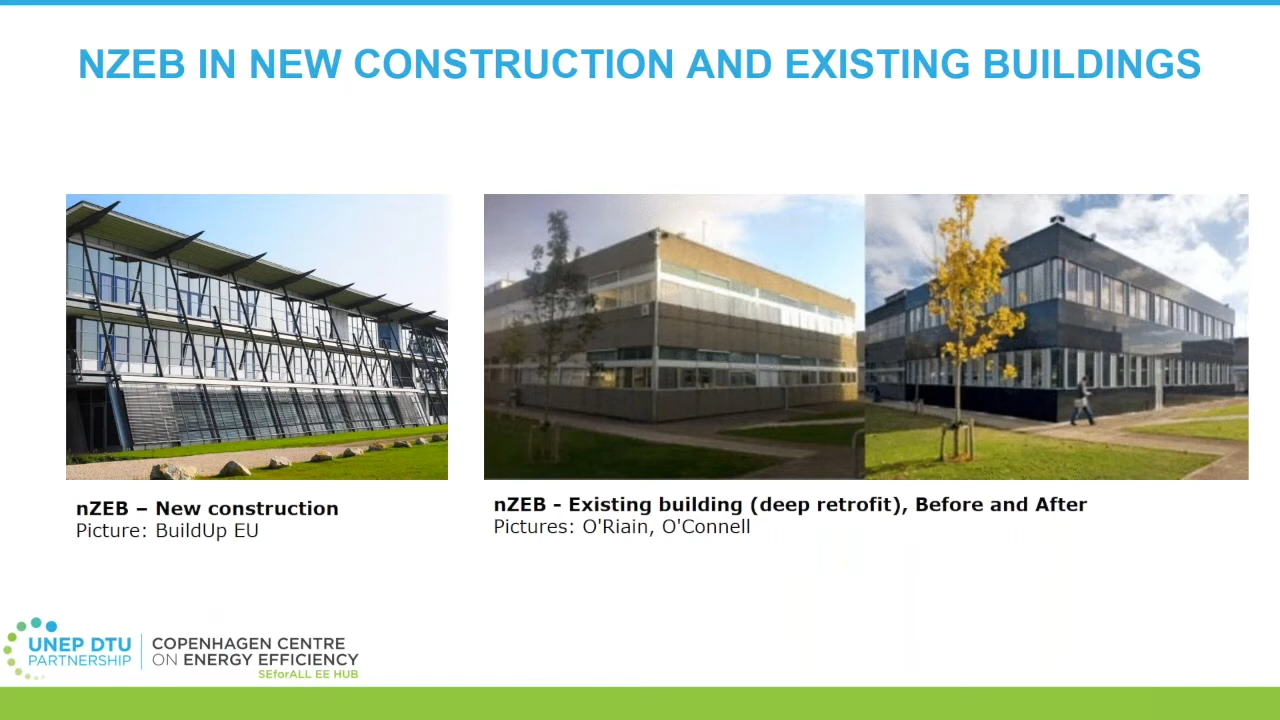 NZEB IN NEW CONSTRUCTION AND EXISTING BUILDINGS
nZEB – New construction
Picture: BuildUp EU
nZEB - Existing building (deep retrofit), Before and After
Pictures: O'Riain, O'Connell
UNEP DTU
PARTNERSHIP
COPENHAGEN CENTRE
ON ENERGY EFFICIENCY
SEforALL EE HUB